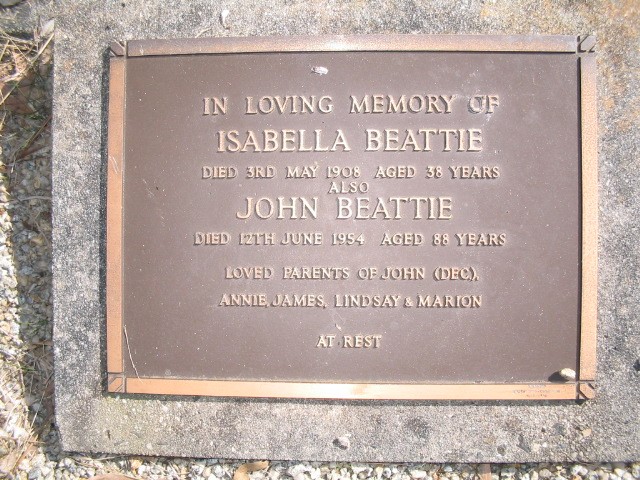 IN LOVING MEMORY OF
ISABELLA BEATTIE
DIED 3RD MAY 1908 AGED 38 YEARS
ALSO
JOHN BEATTIE
DIED 12TH JUNE 1954 AGED 88 YEARS
LOVED PARENTS OF JOHN (DEC),
ANNIE, JAMES, LINDSAY & MARION
AT REST